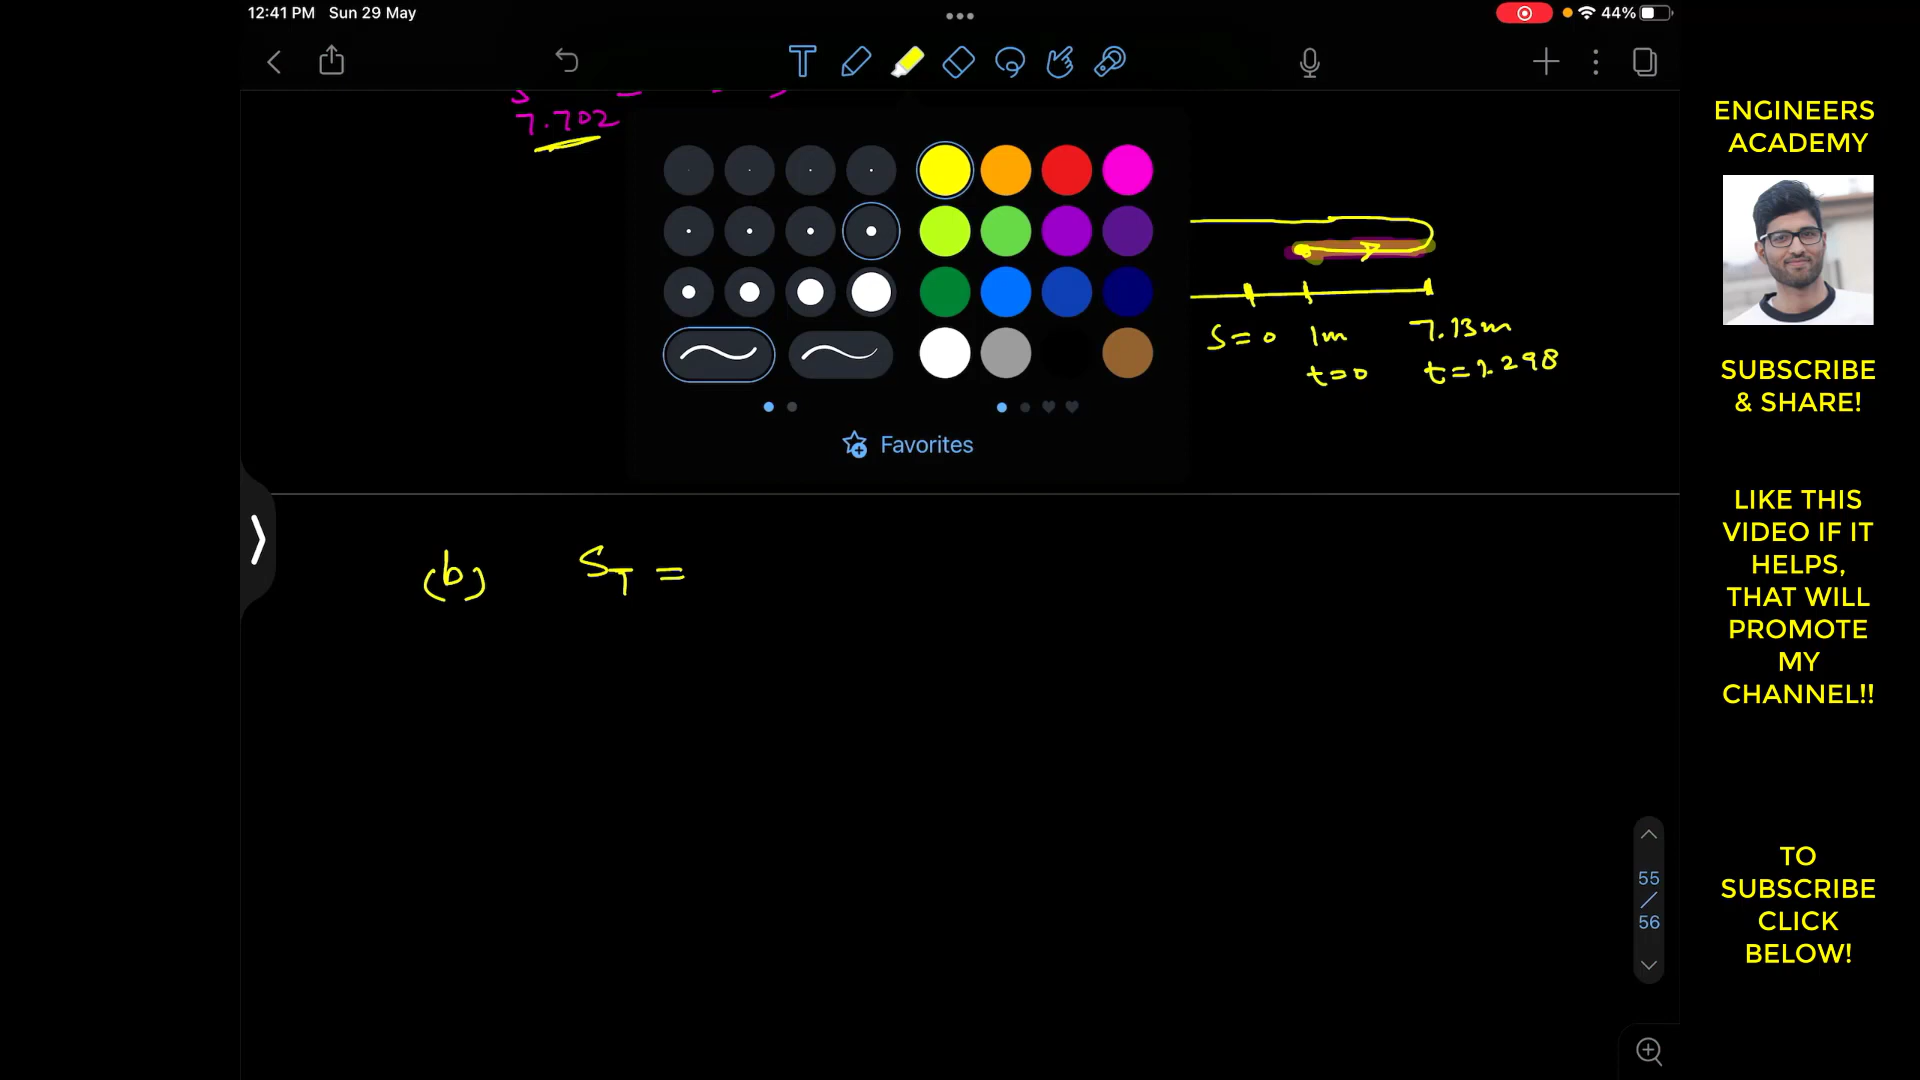 12:41 PM Sun 29 May
44%
7.702
S=0 1m 7.13m
t=0 t=1.298
Favorites
(b) ST =
55
56
ENGINEERS
ACADEMY
SUBSCRIBE
& SHARE!
LIKE THIS
VIDEO IF IT
HELPS,
THAT WILL
PROMOTE
MY
CHANNEL!!
TO
SUBSCRIBE
CLICK
BELOW!